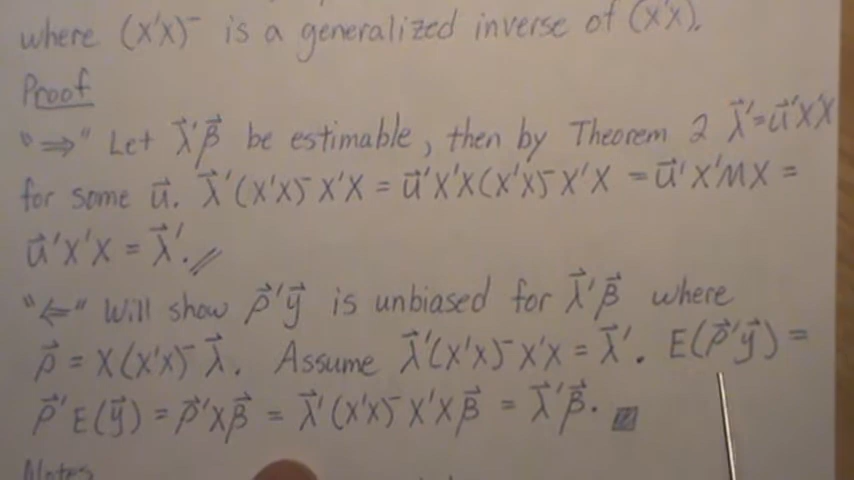 where (X'X)⁻ is a generalized inverse of (X'X).
Proof
"⇒" Let λ⃗'β⃗ be estimable, then by Theorem 2 λ⃗'=u⃗'X'X
for some u⃗. λ⃗'(X'X)⁻X'X = u⃗'X'X(X'X)⁻X'X = u⃗'X'MX =
u⃗'X'X = λ⃗'. //
"⇐" Will show ρ⃗'y⃗ is unbiased for λ⃗'β⃗ where
ρ⃗ = X(X'X)⁻λ⃗. Assume λ⃗'(X'X)⁻X'X = λ⃗'. E(ρ⃗'y⃗) =
ρ⃗'E(y⃗) = ρ⃗'Xβ⃗ = λ⃗'(X'X)⁻X'Xβ⃗ = λ⃗'β⃗.
Notes